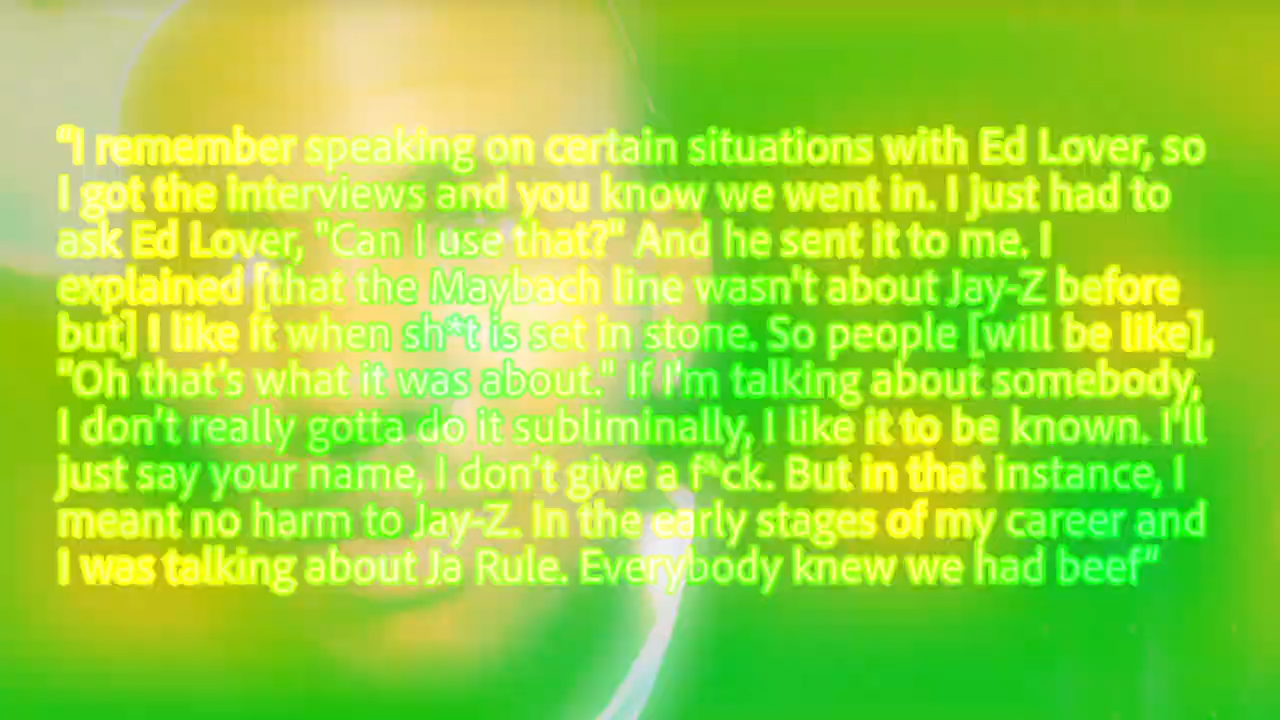 "I remember speaking on certain situations with Ed Lover, so
I got the interviews and you know we went in. I just had to
ask Ed Lover, "Can I use that?" And he sent it to me. I
explained [that the Maybach line wasn't about Jay-Z before
but] I like it when sh*t is set in stone. So people [will be like],
"Oh that's what it was about." If I'm talking about somebody,
I don't really gotta do it subliminally, I like it to be known. I'll
just say your name, I don't give a f*ck. But in that instance, I
meant no harm to Jay-Z. In the early stages of my career and
I was talking about Ja Rule. Everybody knew we had beef"